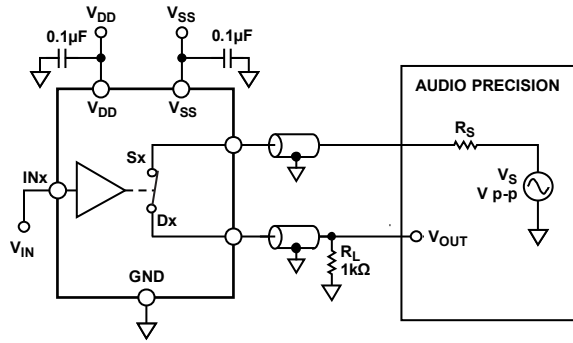 VDD
VSS
0.1µF
0.1µF
VDD
VSS
AUDIO PRECISION
RS
VS
V p-p
Sx
INx
Dx
VIN
VOUT
RL
1kΩ
GND